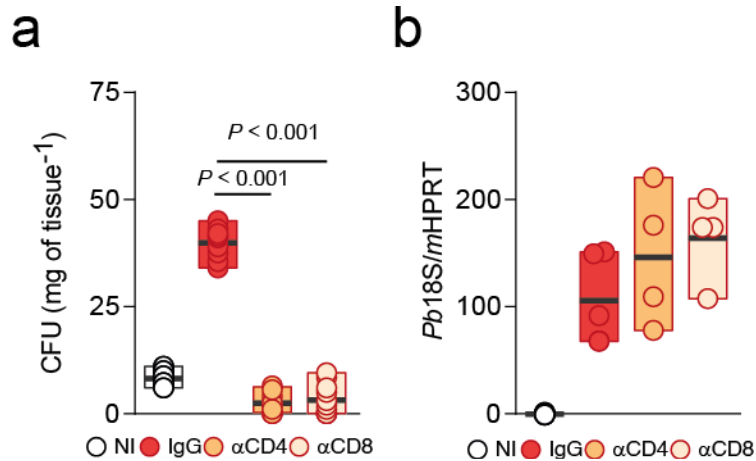 a
75
50
25
0
CFU (mg of tissue⁻¹)
P < 0.001
P < 0.001
NI IgG αCD4 αCD8
b
300
200
100
0
Pb18S/mHPRT
NI IgG αCD4 αCD8